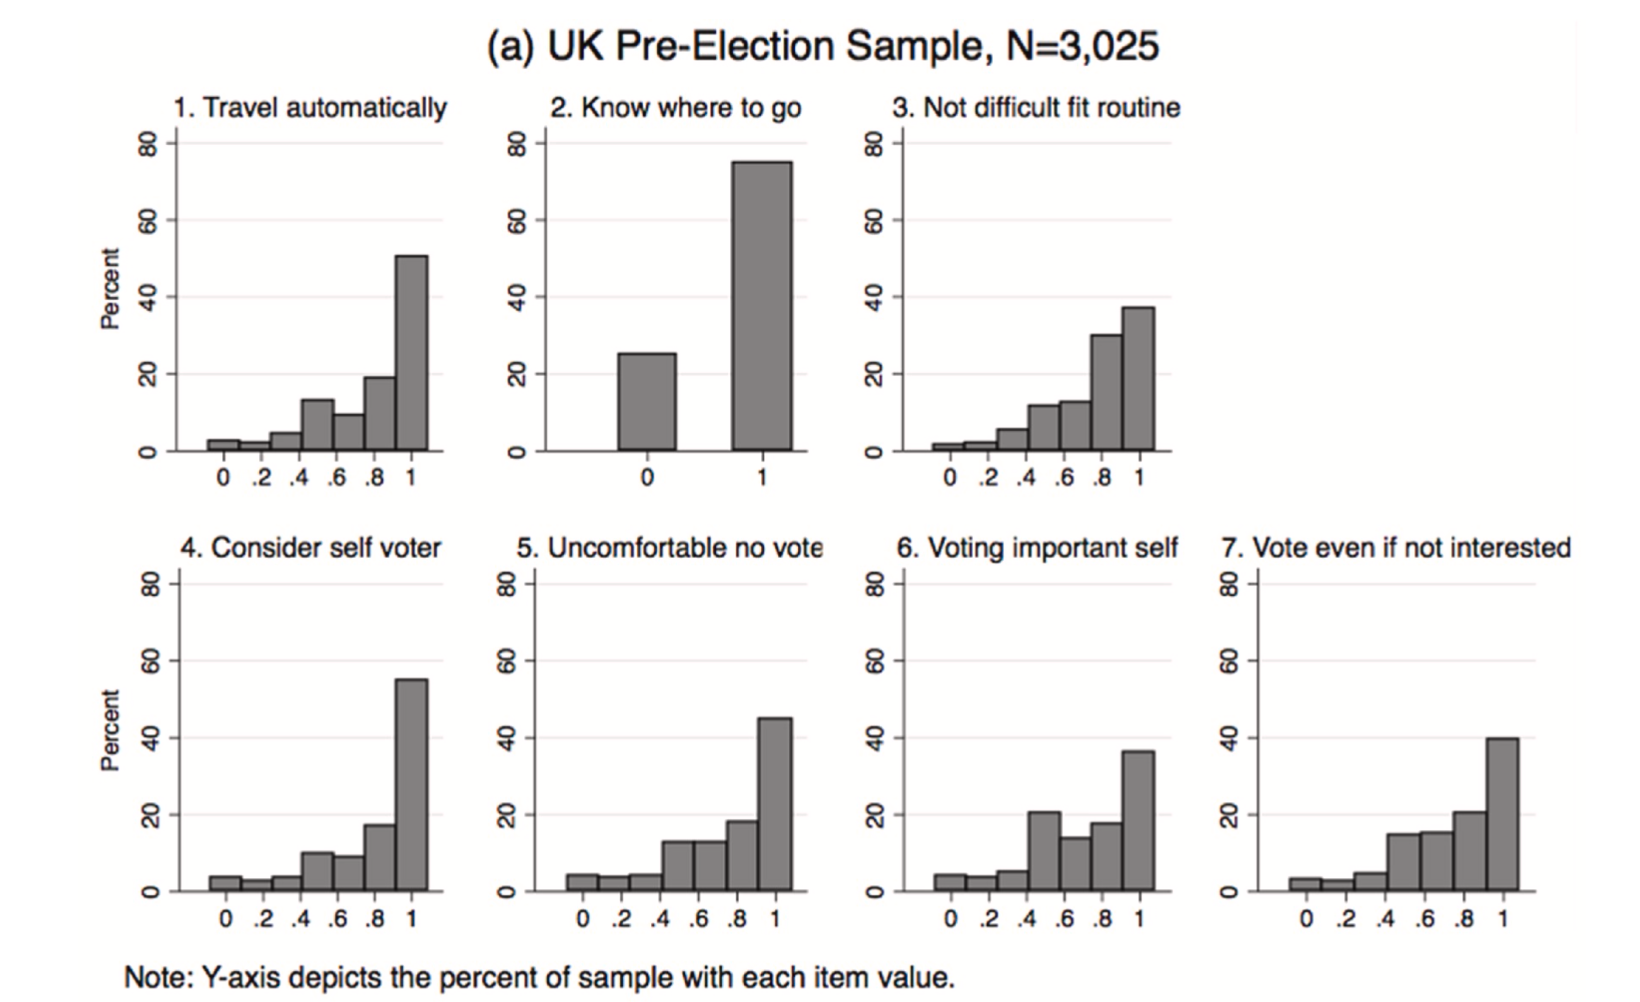 (a) UK Pre-Election Sample, N=3,025
1. Travel automatically
2. Know where to go
3. Not difficult fit routine
Percent
80
60
40
20
0
0 .2 .4 .6 .8 1
80
60
40
20
0
0 1
80
60
40
20
0
0 .2 .4 .6 .8 1
4. Consider self voter
5. Uncomfortable no vote
6. Voting important self
7. Vote even if not interested
Percent
80
60
40
20
0
0 .2 .4 .6 .8 1
80
60
40
20
0
0 .2 .4 .6 .8 1
80
60
40
20
0
0 .2 .4 .6 .8 1
80
60
40
20
0
0 .2 .4 .6 .8 1
Note: Y-axis depicts the percent of sample with each item value.